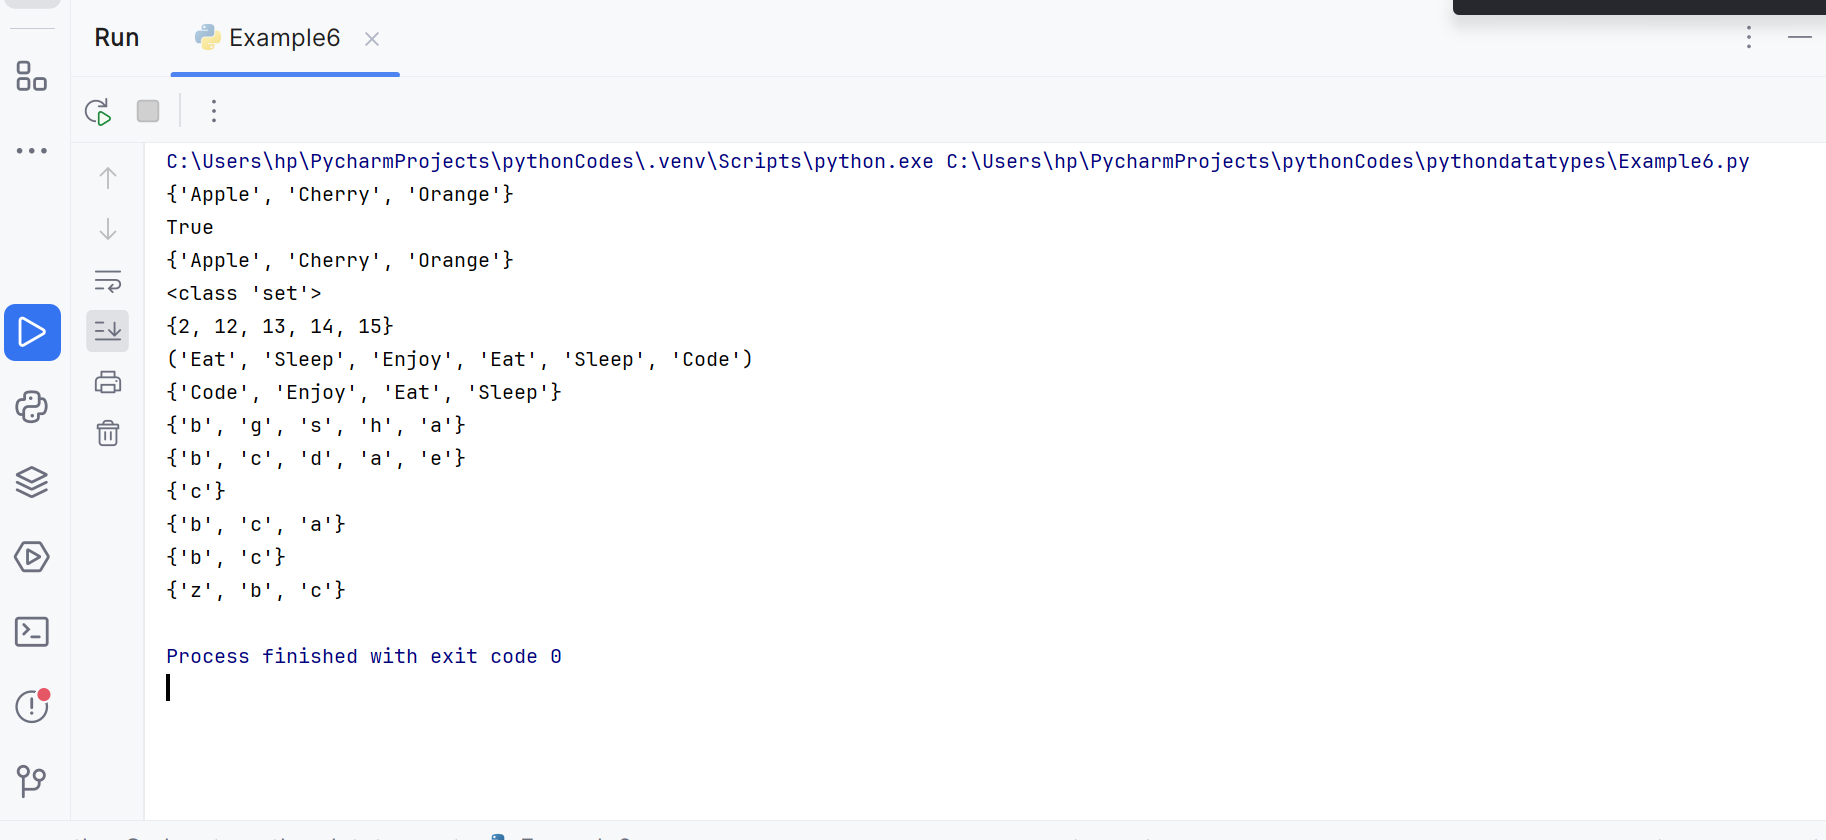 Run Example6
C:\Users\hp\PycharmProjects\pythonCodes\.venv\Scripts\python.exe C:\Users\hp\PycharmProjects\pythonCodes\pythondatatypes\Example6.py
{'Apple', 'Cherry', 'Orange'}
True
{'Apple', 'Cherry', 'Orange'}
<class 'set'>
{2, 12, 13, 14, 15}
('Eat', 'Sleep', 'Enjoy', 'Eat', 'Sleep', 'Code')
{'Code', 'Enjoy', 'Eat', 'Sleep'}
{'b', 'g', 's', 'h', 'a'}
{'b', 'c', 'd', 'a', 'e'}
{'c'}
{'b', 'c', 'a'}
{'b', 'c'}
{'z', 'b', 'c'}
Process finished with exit code 0